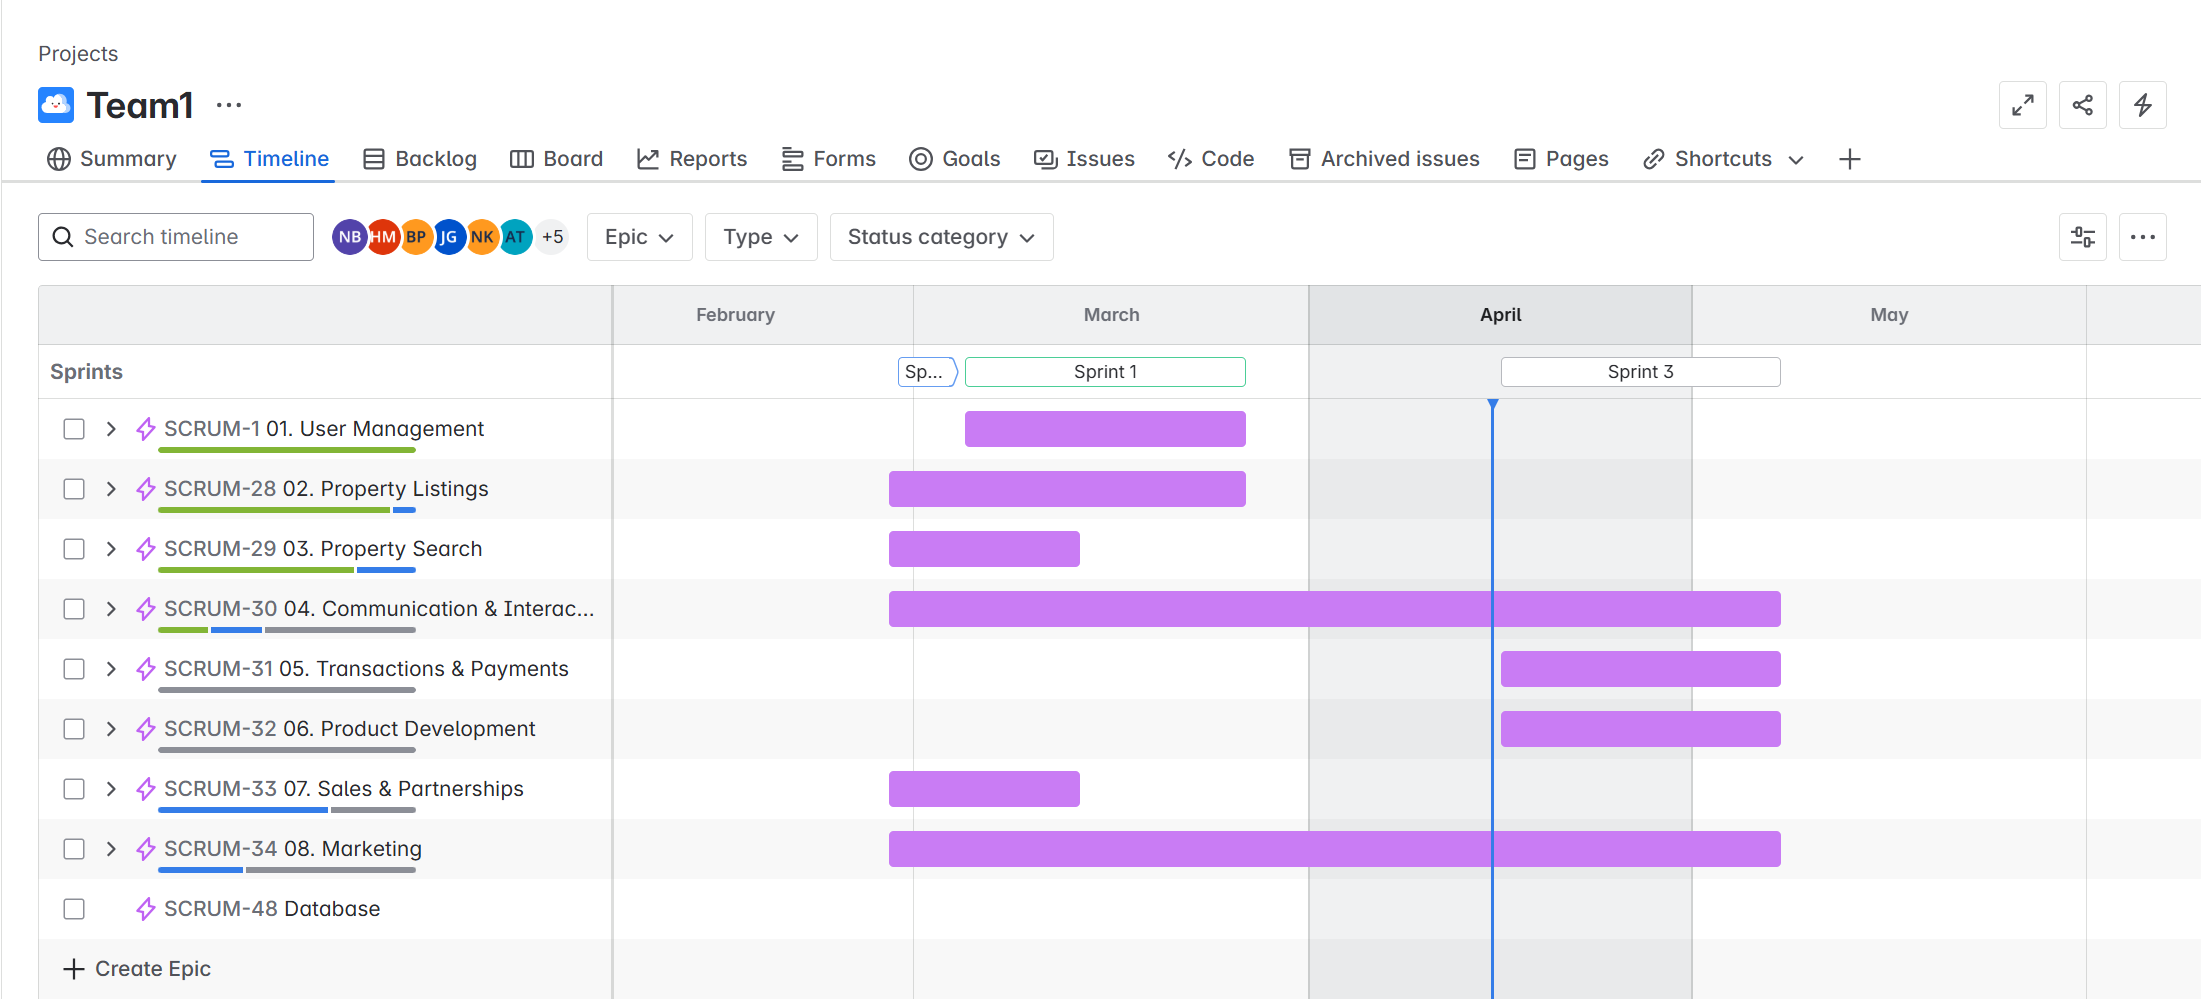 Projects
Team1
Summary Timeline Backlog Board Reports Forms Goals Issues Code Archived issues Pages Shortcuts
Search timeline NB HM BP JG NK AT +5 Epic Type Status category
February March April May
Sprints Sp... Sprint 1 Sprint 3
SCRUM-1 01. User Management
SCRUM-28 02. Property Listings
SCRUM-29 03. Property Search
SCRUM-30 04. Communication & Interac...
SCRUM-31 05. Transactions & Payments
SCRUM-32 06. Product Development
SCRUM-33 07. Sales & Partnerships
SCRUM-34 08. Marketing
SCRUM-48 Database
Create Epic